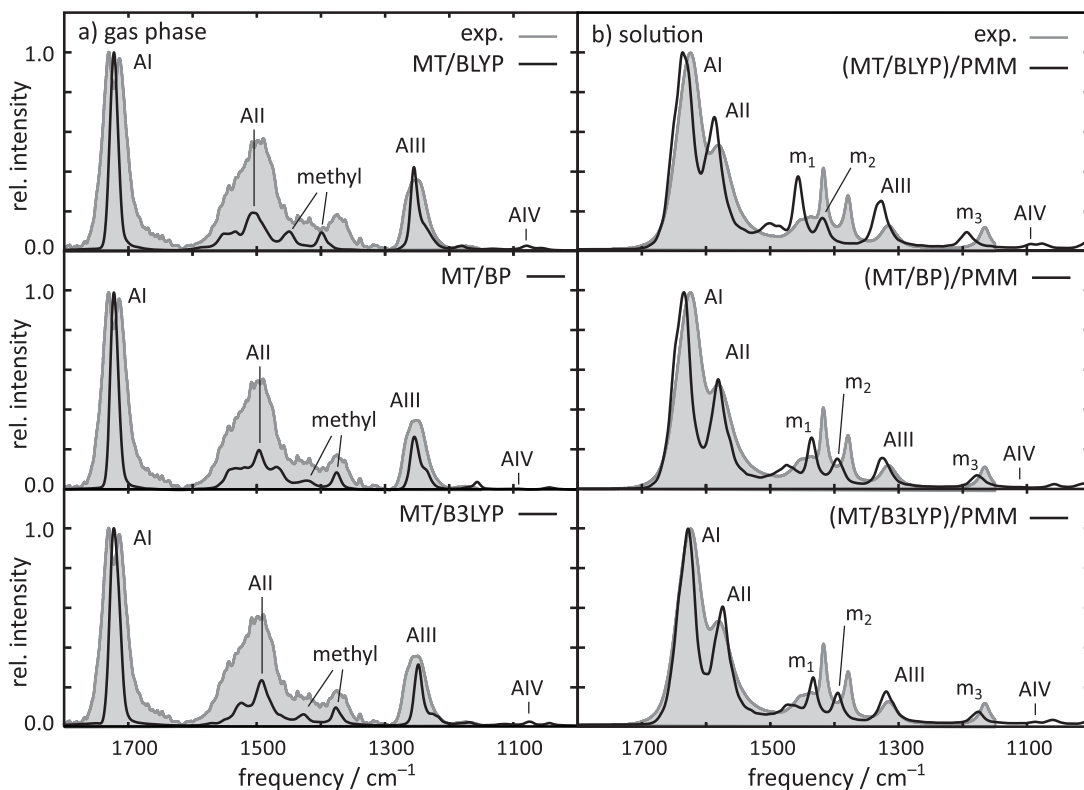 a) gas phase
exp.
MT/BLYP
1.0
AI
AII
methyl
AIII
AIV
rel. intensity
0.0
b) solution
exp.
(MT/BLYP)/PMM
AI
AII
m1
m2
AIII
m3
AIV
MT/BP
1.0
AI
AII
methyl
AIII
AIV
rel. intensity
0.0
(MT/BP)/PMM
AI
AII
m1
m2
AIII
m3
AIV
MT/B3LYP
1.0
AI
AII
methyl
AIII
AIV
rel. intensity
0.0
(MT/B3LYP)/PMM
AI
AII
m1
m2
AIII
m3
AIV
1700 1500 1300 1100
1700 1500 1300 1100
frequency / cm⁻¹
frequency / cm⁻¹